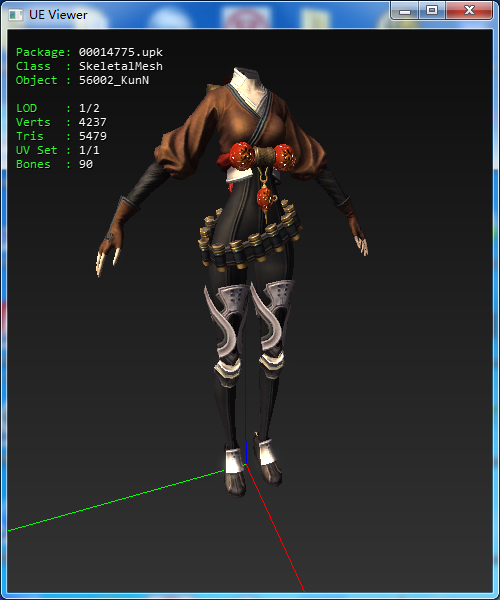 UE Viewer
Package: 00014775.upk
Class : SkeletalMesh
Object : 56002_KunN
LOD : 1/2
Verts : 4237
Tris : 5479
UV Set : 1/1
Bones : 90